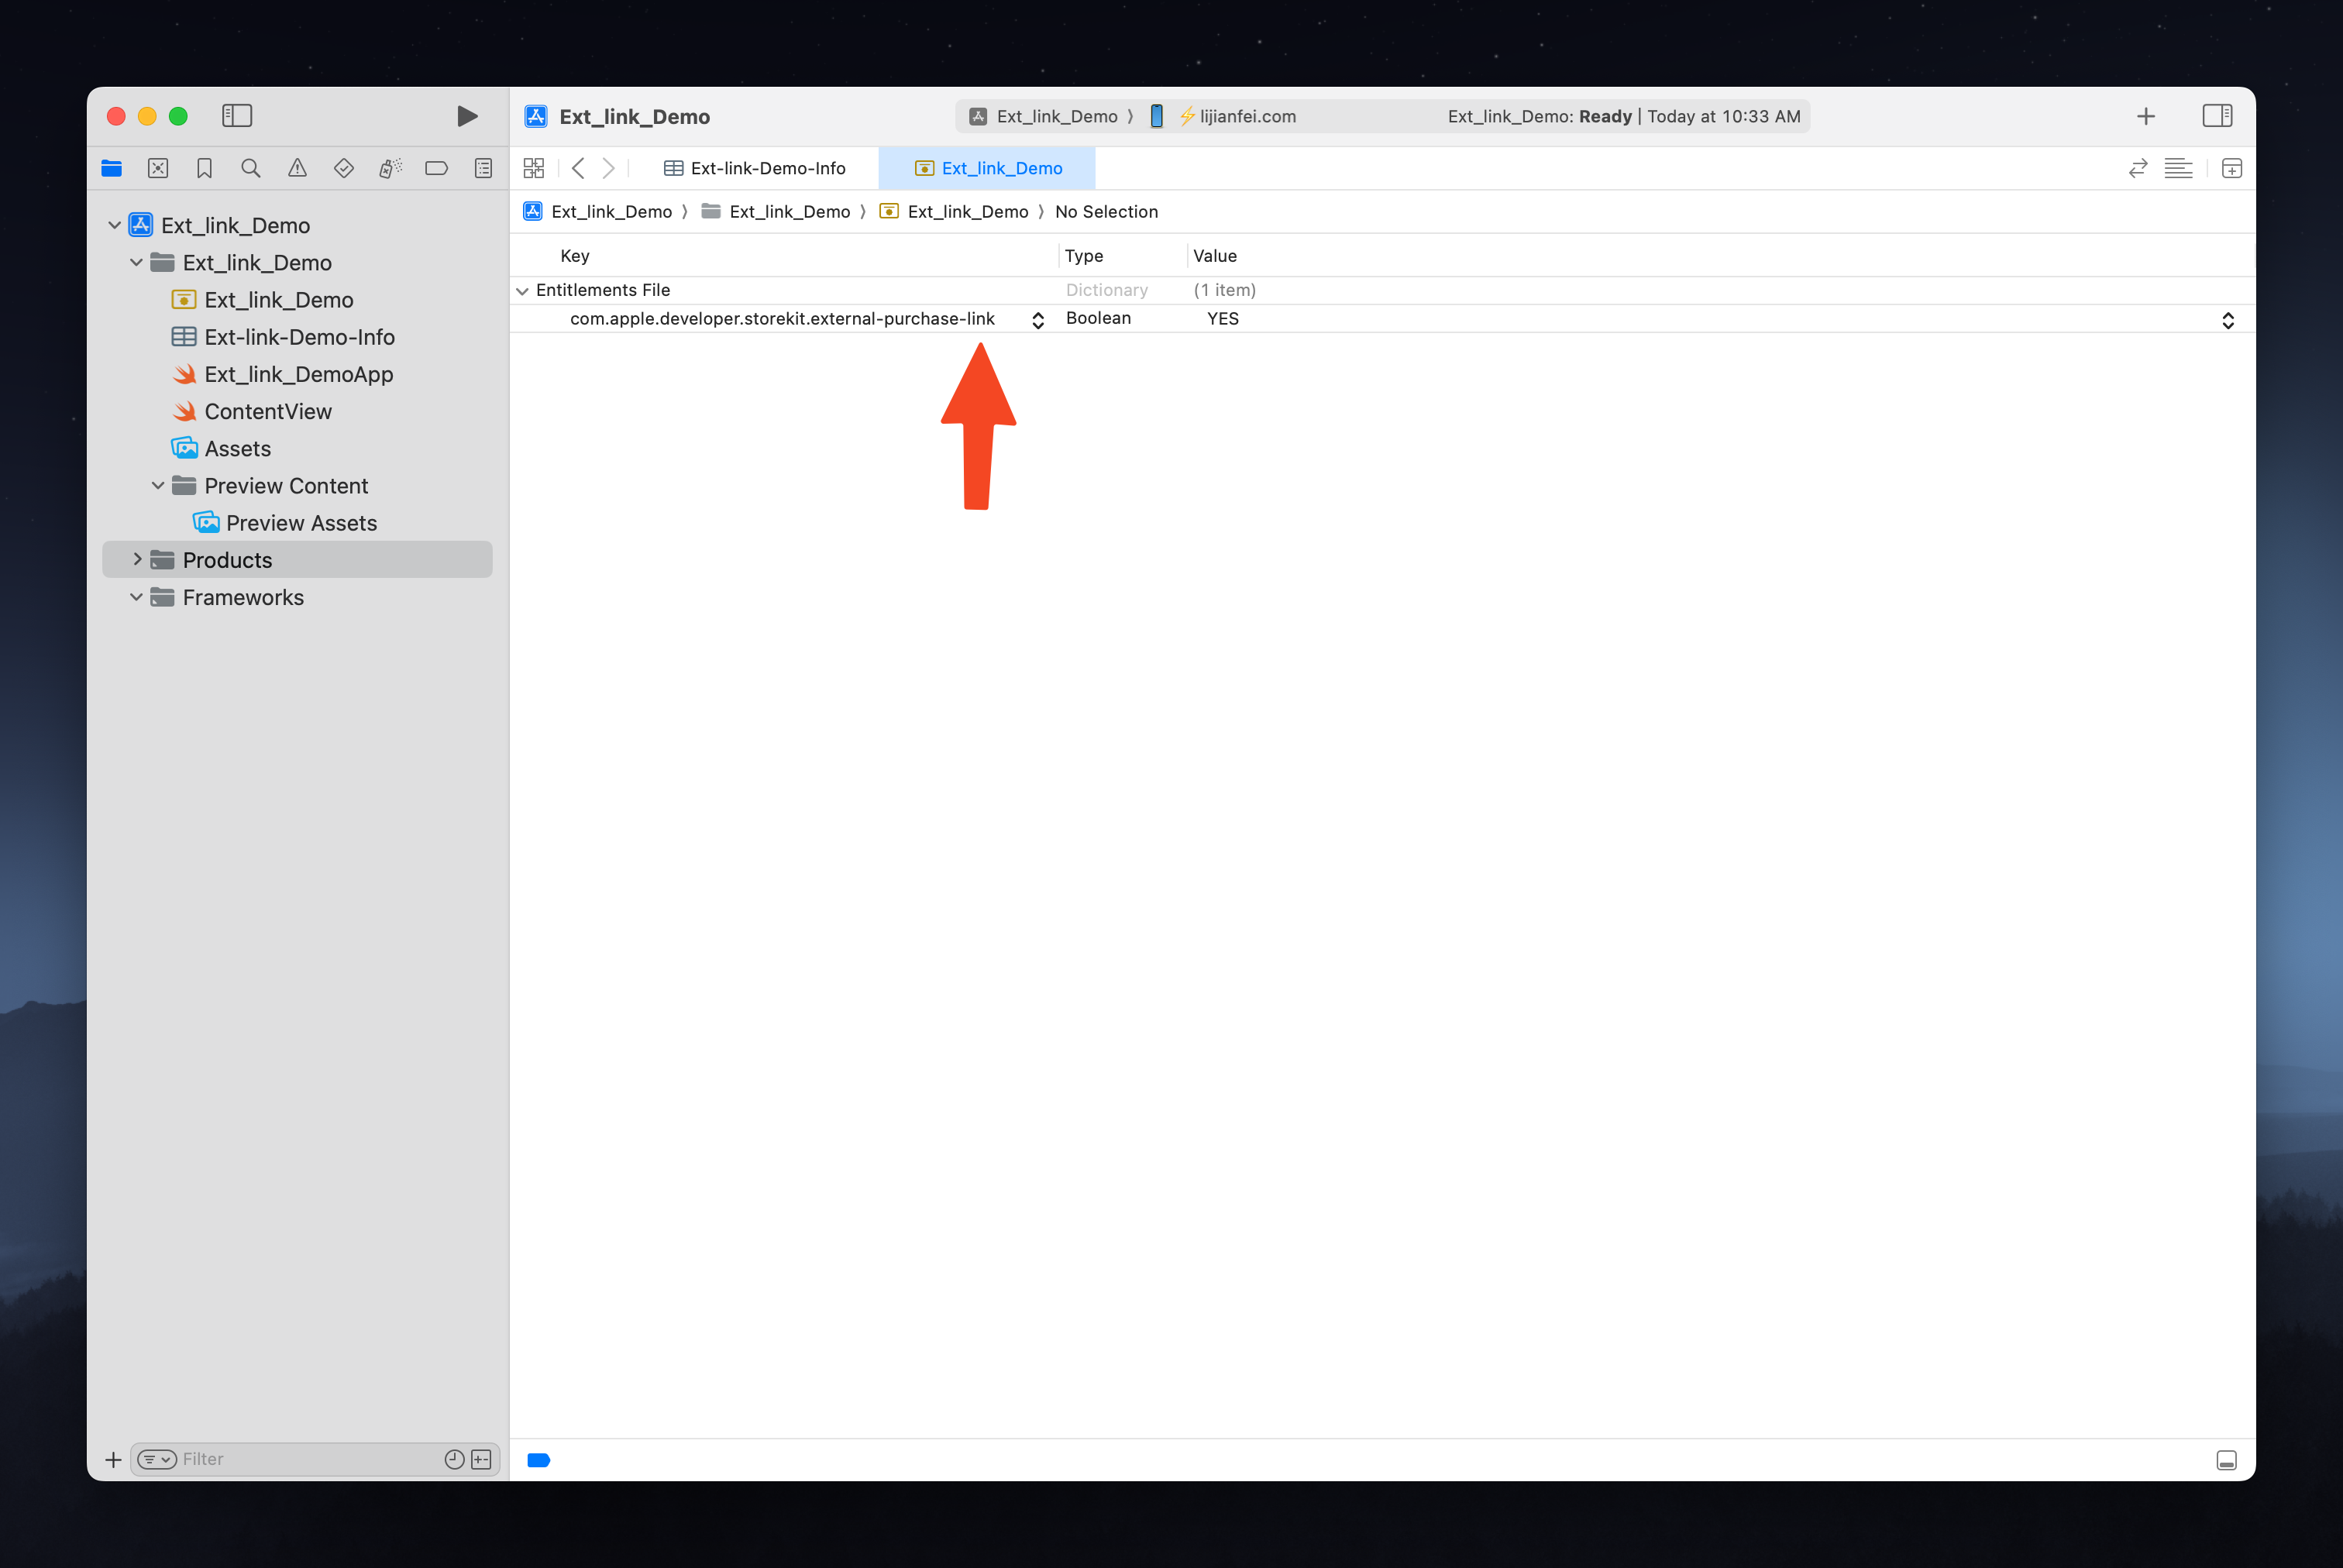 Ext_link_Demo
Ext_link_Demo ⟩ ⚡️lijianfei.com
Ext_link_Demo: Ready | Today at 10:33 AM
Ext-link-Demo-Info
Ext_link_Demo
Ext_link_Demo ⟩ Ext_link_Demo ⟩ Ext_link_Demo ⟩ No Selection
Ext_link_Demo
Ext_link_Demo
Ext_link_Demo
Ext-link-Demo-Info
Ext_link_DemoApp
ContentView
Assets
Preview Content
Preview Assets
Products
Frameworks
Filter
Key Type Value
Entitlements File Dictionary (1 item)
com.apple.developer.storekit.external-purchase-link Boolean YES